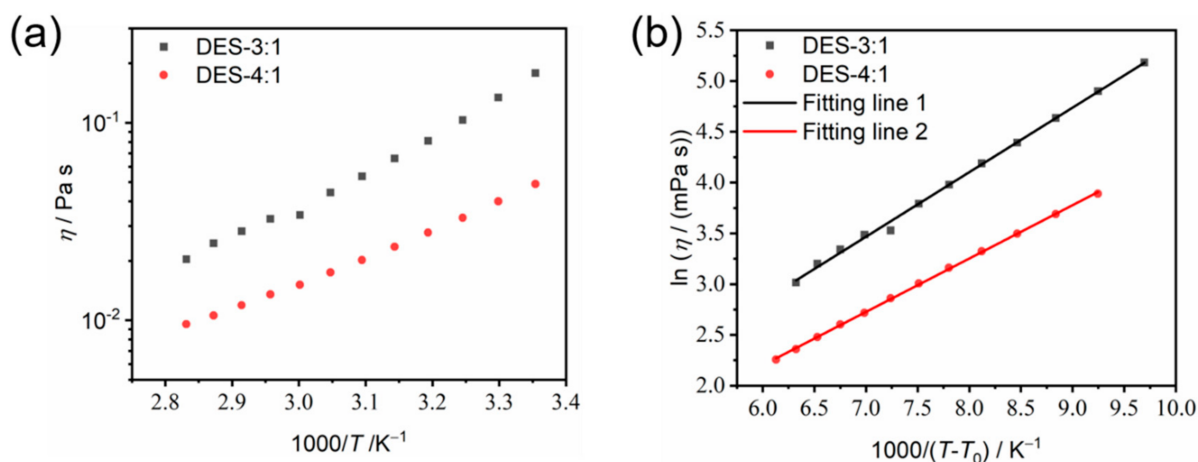 (a)
DES-3:1
DES-4:1
10⁻¹
10⁻²
η / Pa s
2.8 2.9 3.0 3.1 3.2 3.3 3.4
1000/T /K⁻¹
(b)
DES-3:1
DES-4:1
Fitting line 1
Fitting line 2
5.5
5.0
4.5
4.0
3.5
3.0
2.5
2.0
ln (η / (mPa s))
6.0 6.5 7.0 7.5 8.0 8.5 9.0 9.5 10.0
1000/(T-T₀) / K⁻¹